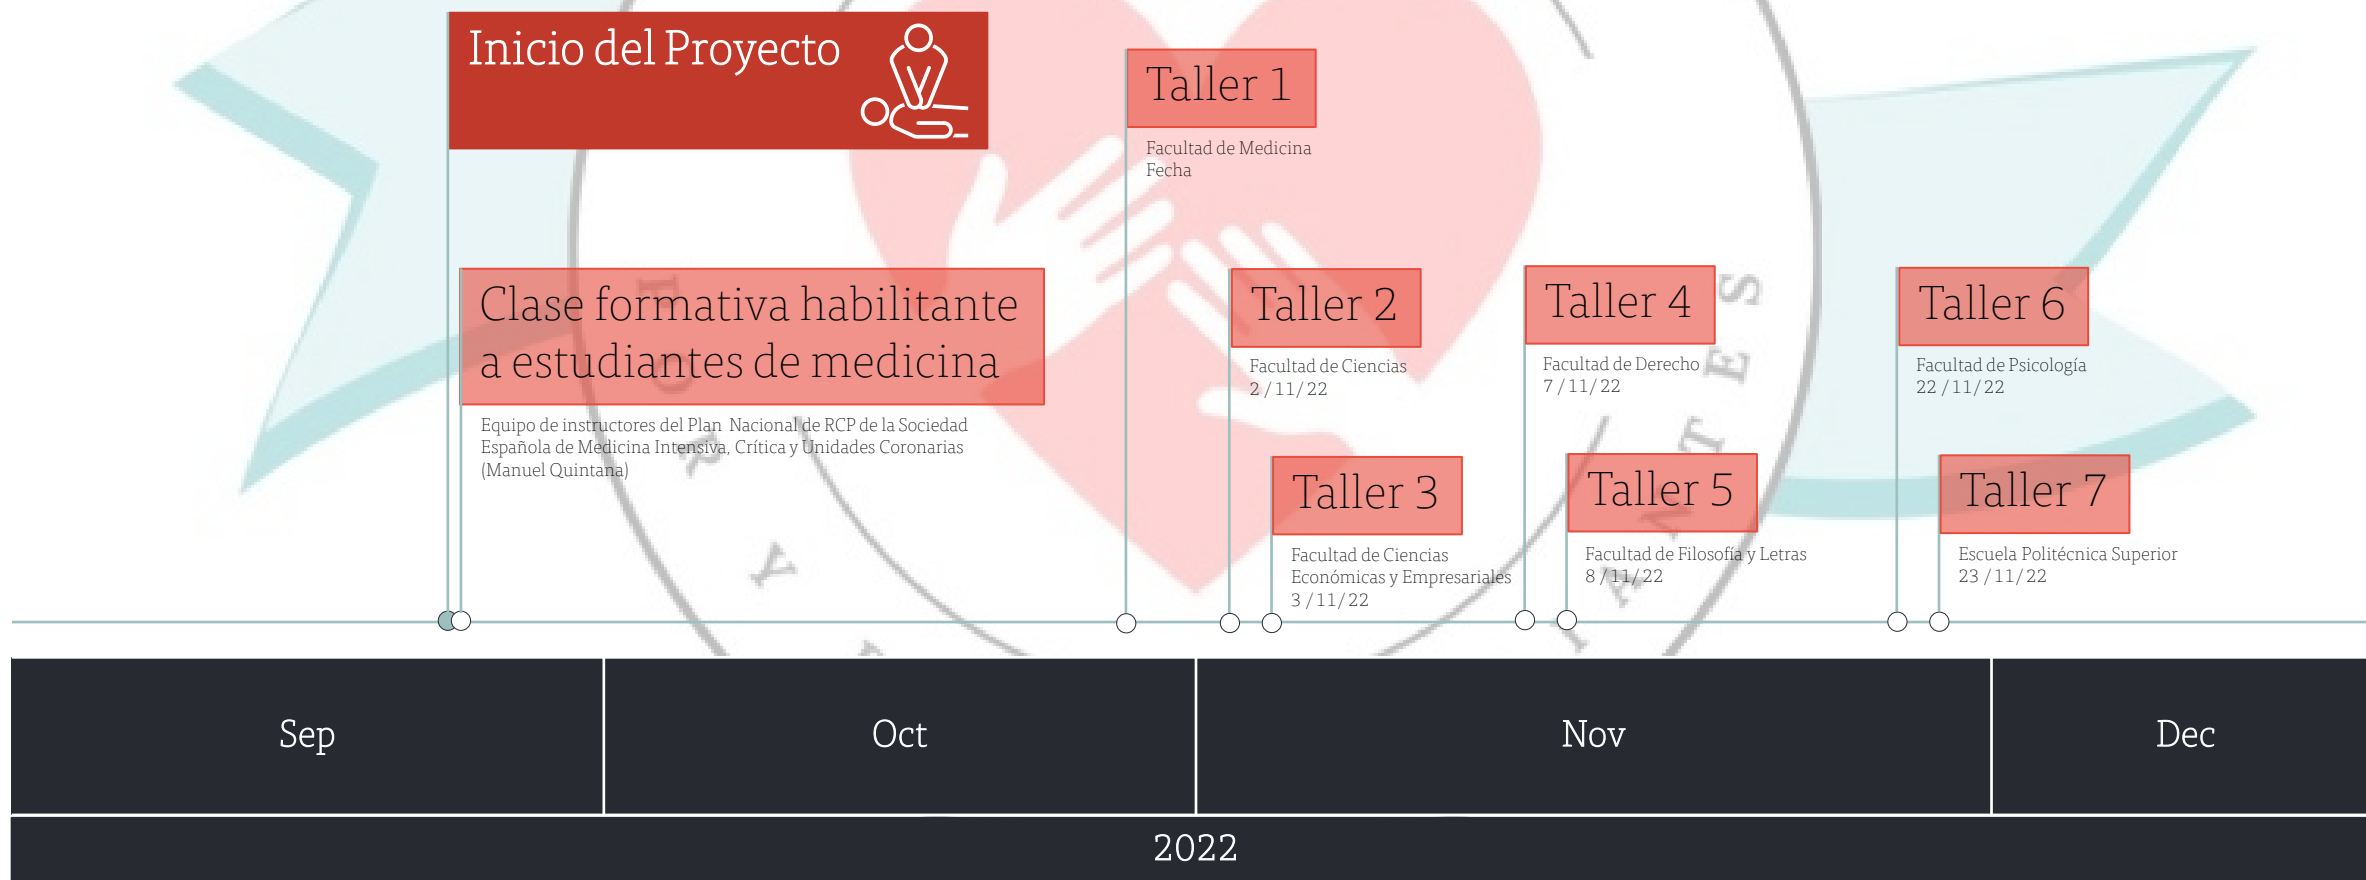 Inicio del Proyecto
Taller 1
Facultad de Medicina
Fecha
Clase formativa habilitante
a estudiantes de medicina
Equipo de instructores del Plan Nacional de RCP de la Sociedad
Española de Medicina Intensiva, Crítica y Unidades Coronarias
(Manuel Quintana)
Taller 2
Facultad de Ciencias
2 / 11 / 22
Taller 3
Facultad de Ciencias
Económicas y Empresariales
3 / 11 / 22
Taller 4
Facultad de Derecho
7 / 11 / 22
Taller 5
Facultad de Filosofía y Letras
8 / 11 / 22
Taller 6
Facultad de Psicología
22 / 11 / 22
Taller 7
Escuela Politécnica Superior
23 / 11 / 22
Sep
Oct
Nov
Dec
2022